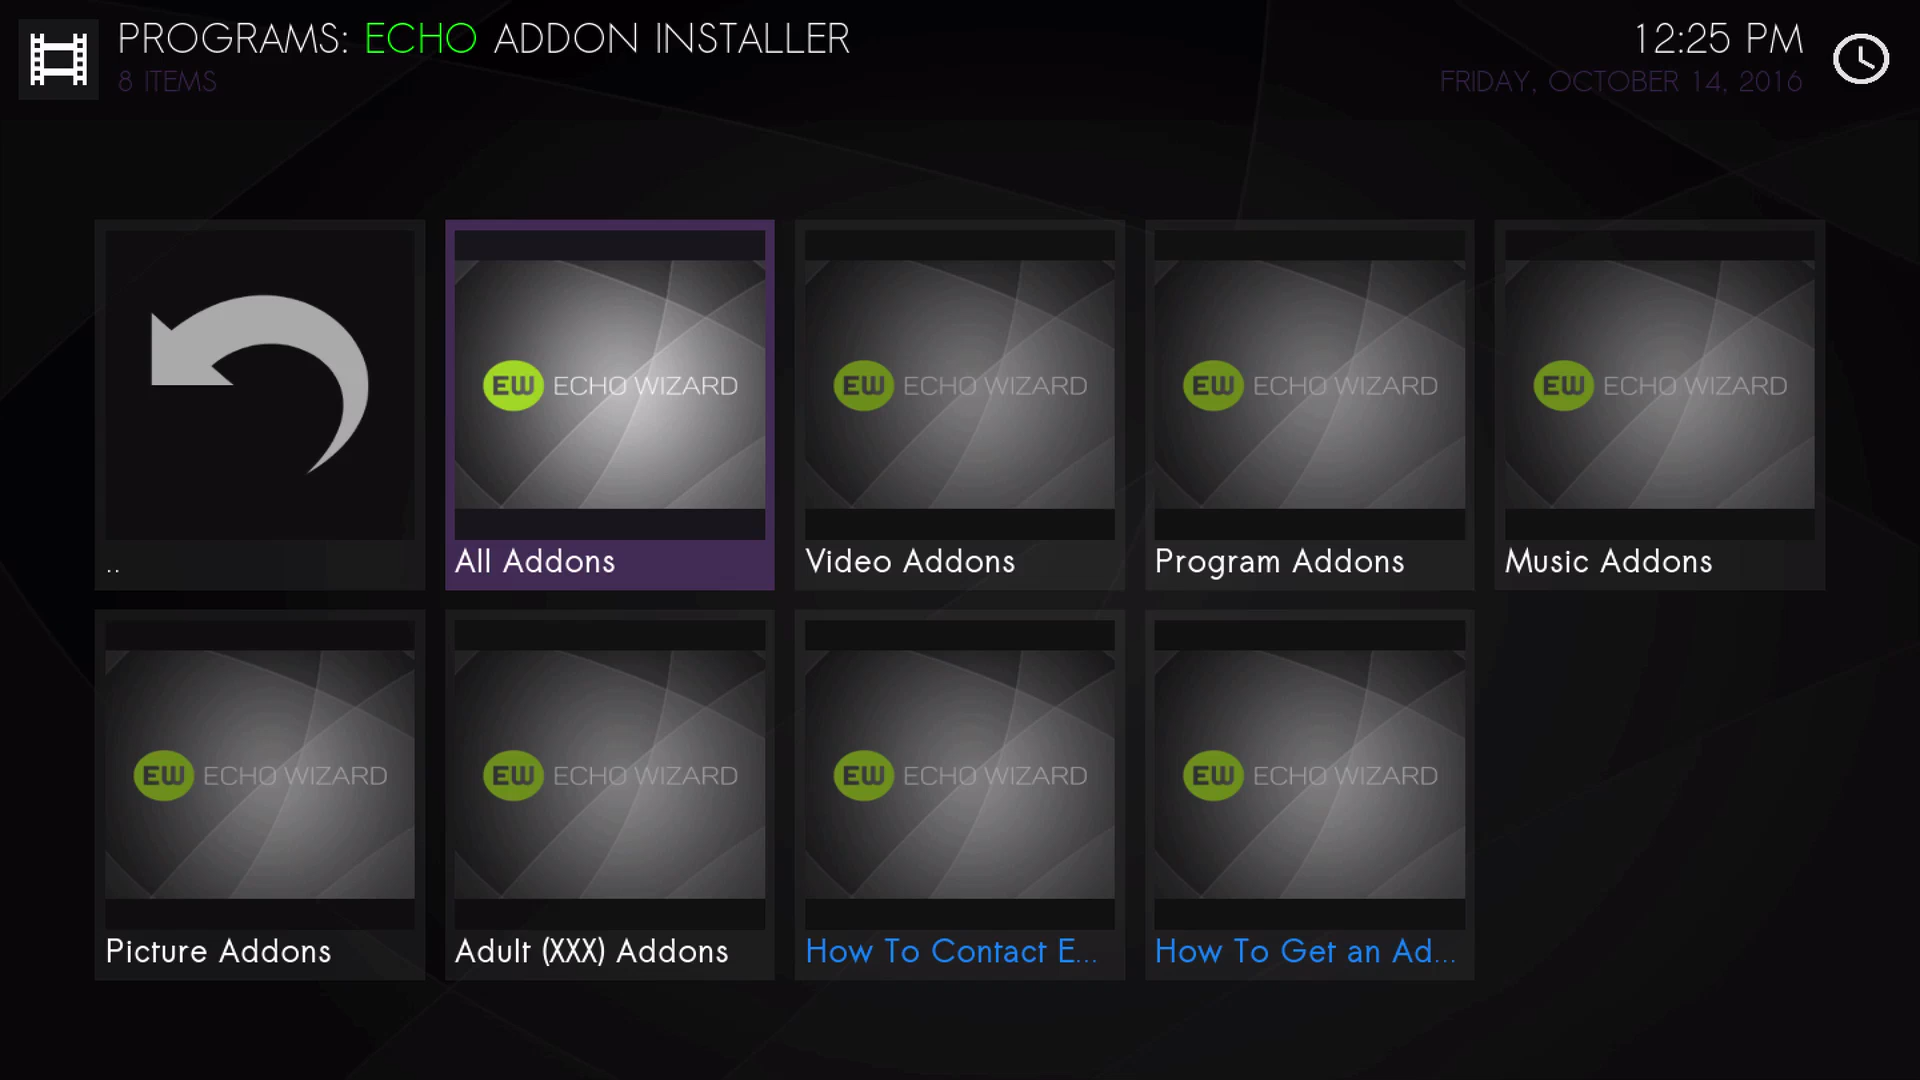 PROGRAMS: ECHO ADDON INSTALLER
8 ITEMS
12:25 PM
FRIDAY, OCTOBER 14, 2016
EW ECHO WIZARD
EW ECHO WIZARD
EW ECHO WIZARD
EW ECHO WIZARD
..
All Addons
Video Addons
Program Addons
Music Addons
EW ECHO WIZARD
EW ECHO WIZARD
EW ECHO WIZARD
EW ECHO WIZARD
Picture Addons
Adult (XXX) Addons
How To Contact E...
How To Get an Ad...